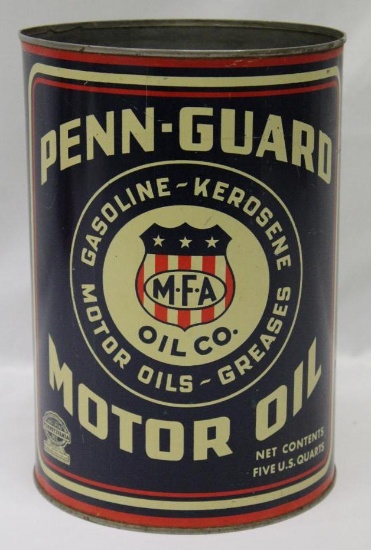 PENN-GUARD
GASOLINE ~ KEROSENE
M·F·A
OIL CO.
MOTOR OILS ~ GREASES
MOTOR OIL
NET CONTENTS
FIVE U.S. QUARTS